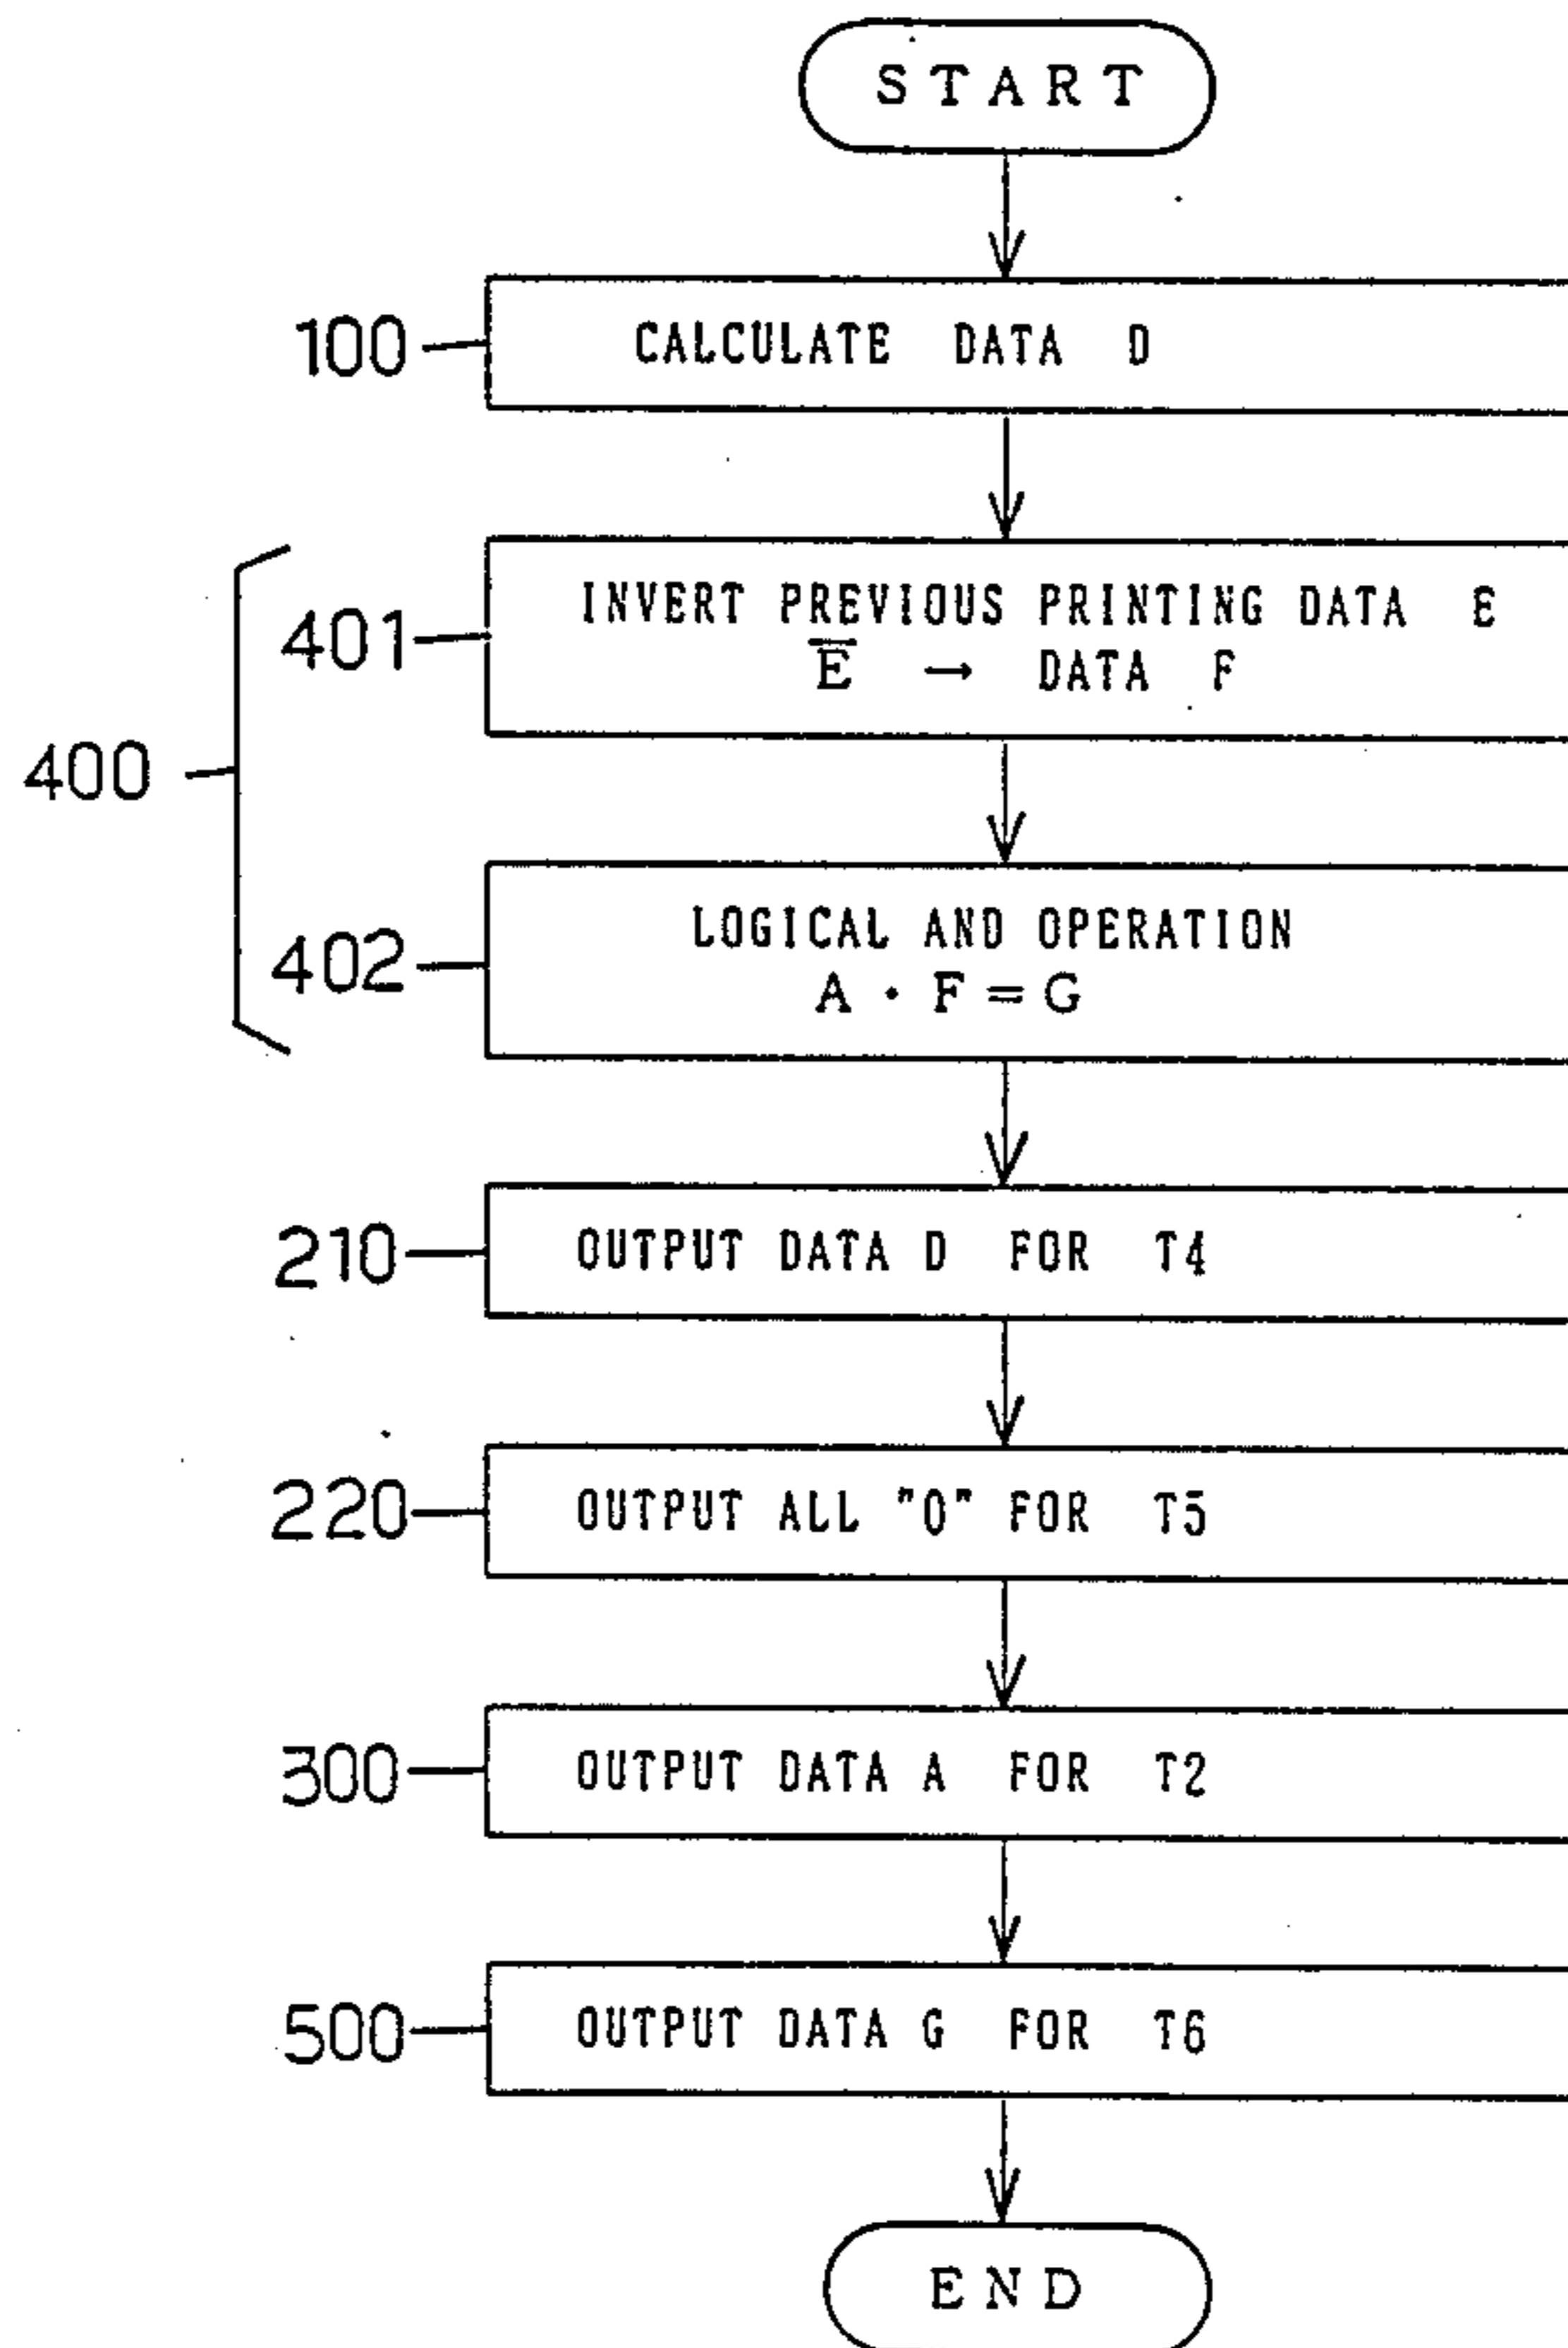 START
100 CALCULATE DATA D
400
401 INVERT PREVIOUS PRINTING DATA E
E̅ → DATA F
402 LOGICAL AND OPERATION
A · F = G
210 OUTPUT DATA D FOR T4
220 OUTPUT ALL "0" FOR T5
300 OUTPUT DATA A FOR T2
500 OUTPUT DATA G FOR T6
END